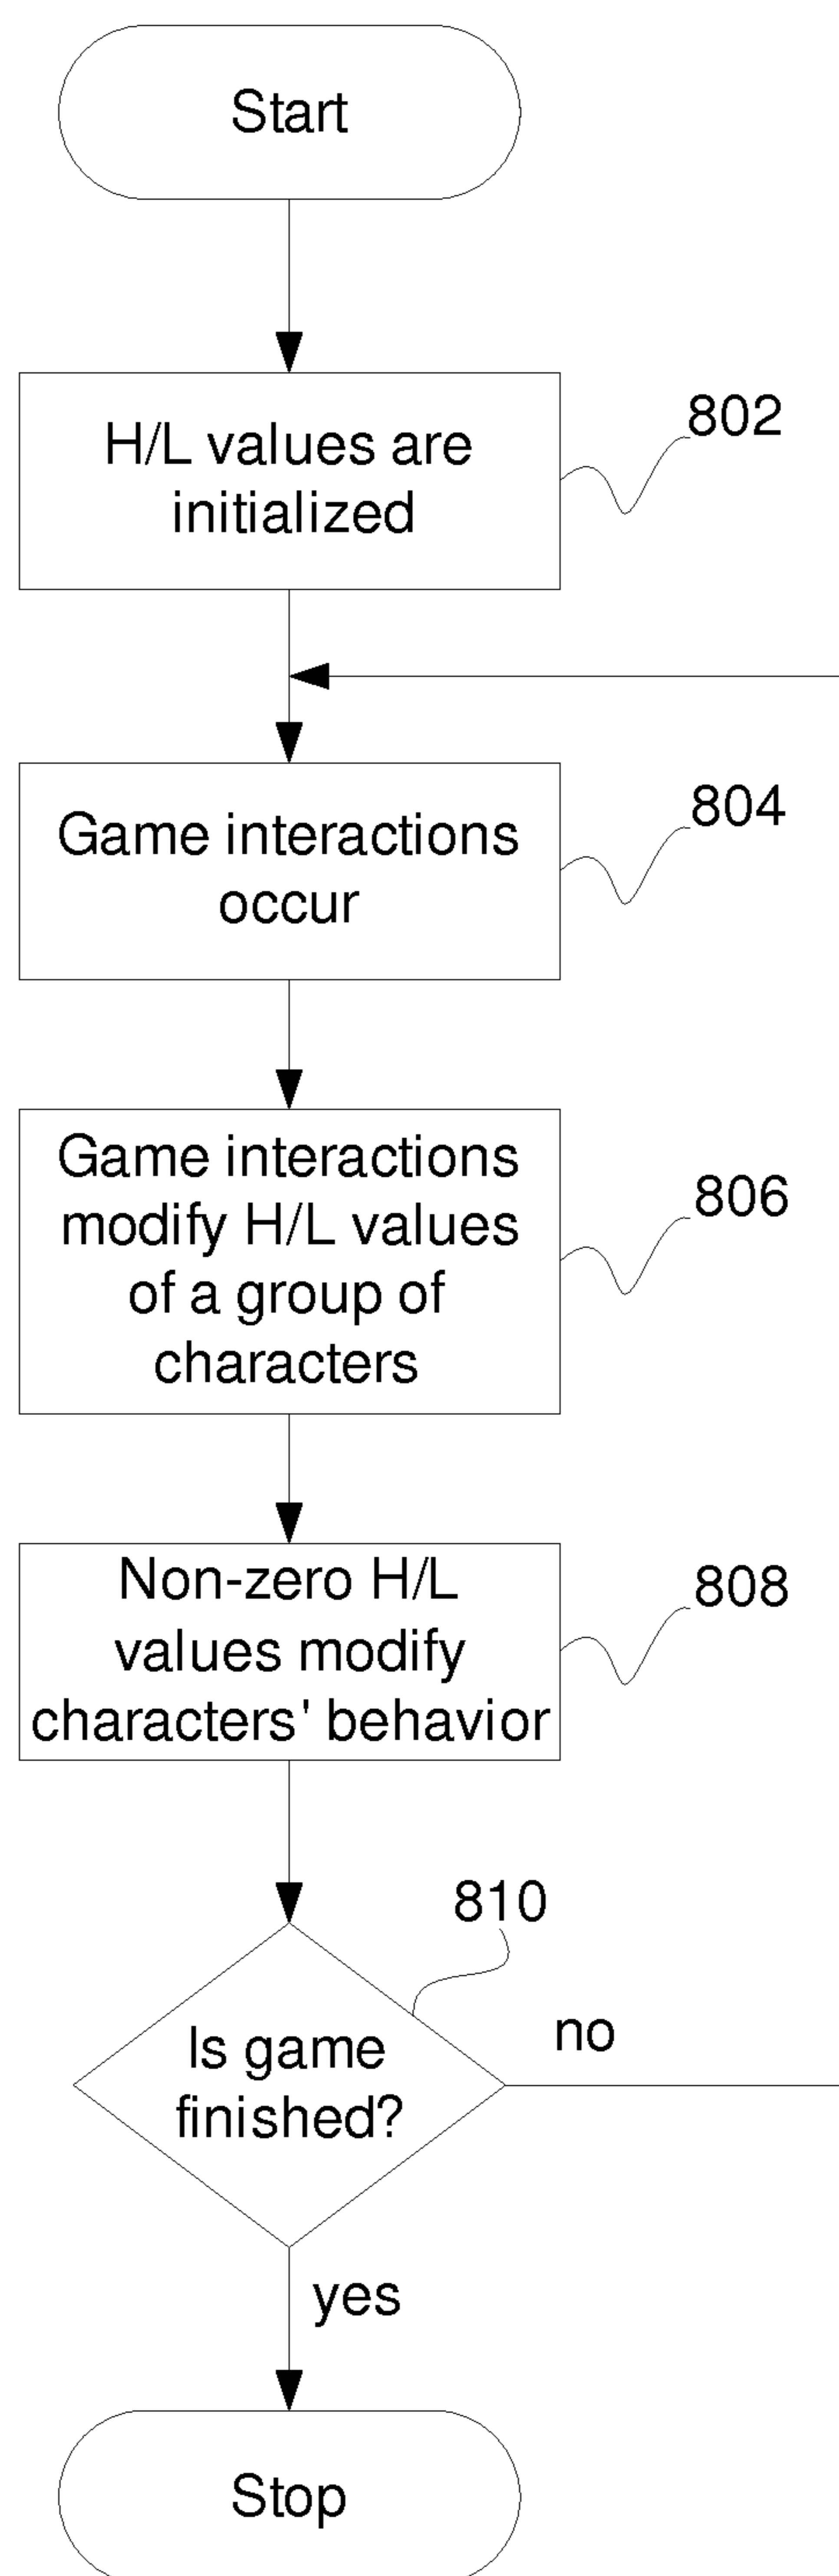 Start
H/L values are
initialized
802
Game interactions
occur
804
Game interactions
modify H/L values
of a group of
characters
806
Non-zero H/L
values modify
characters' behavior
808
810
Is game
finished?
no
yes
Stop